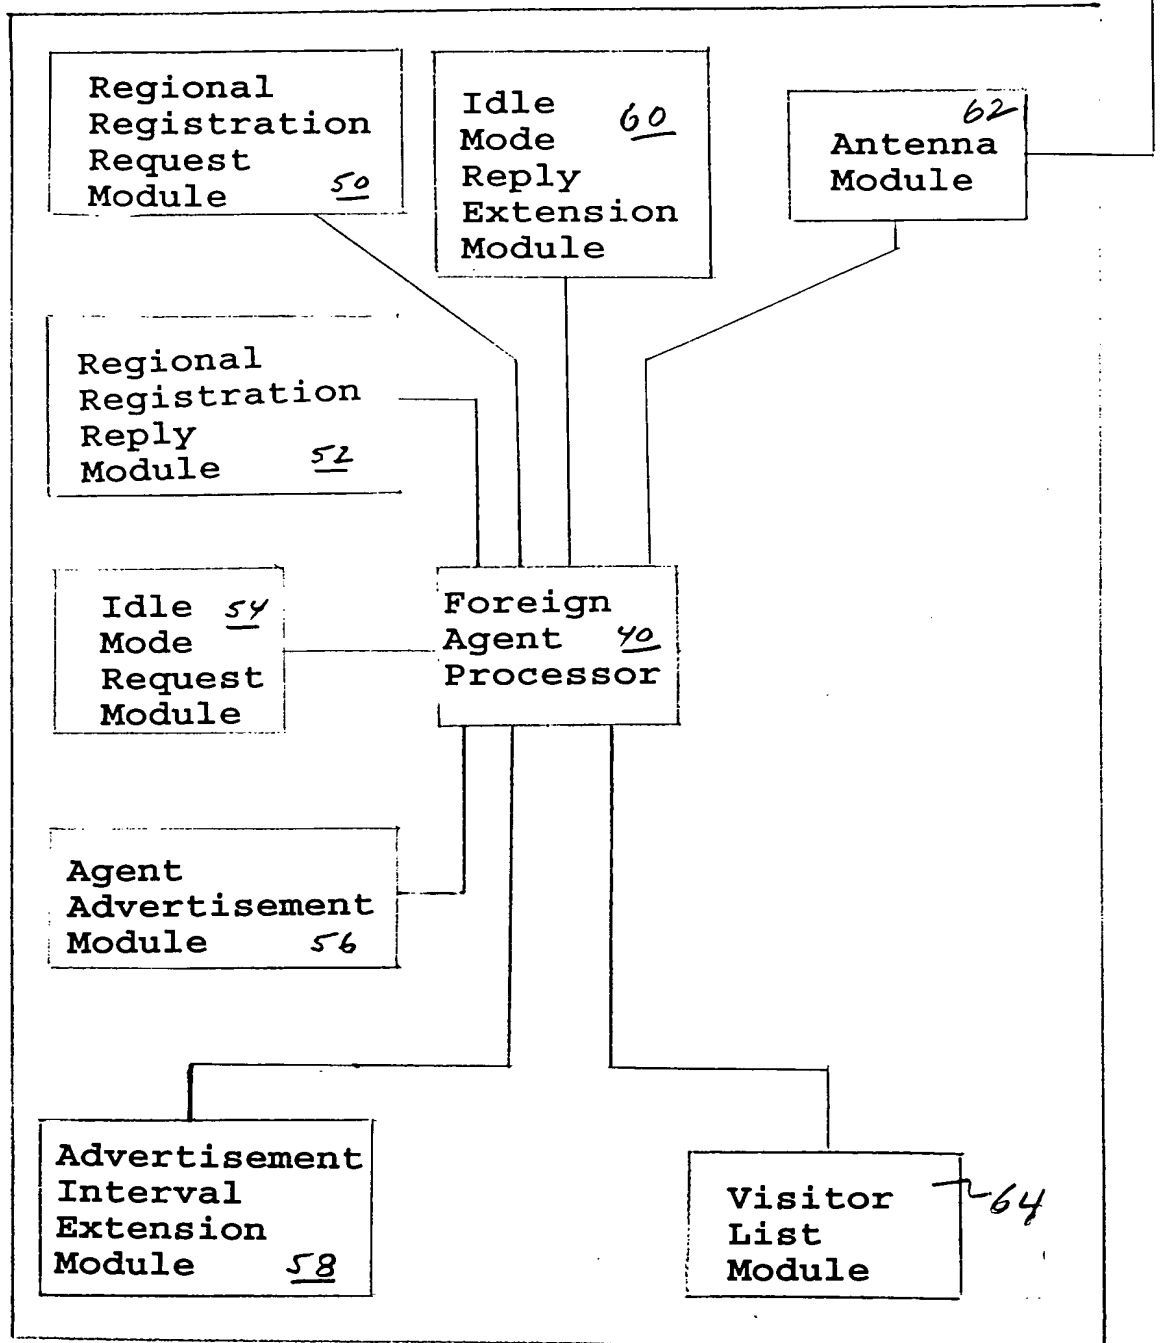 Regional
Registration
Request
Module 50
Idle
Mode 60
Reply
Extension
Module
62
Antenna
Module
Regional
Registration
Reply
Module 52
Idle 54
Mode
Request
Module
Foreign
Agent 40
Processor
Agent
Advertisement
Module 56
Advertisement
Interval
Extension
Module 58
Visitor 64
List
Module